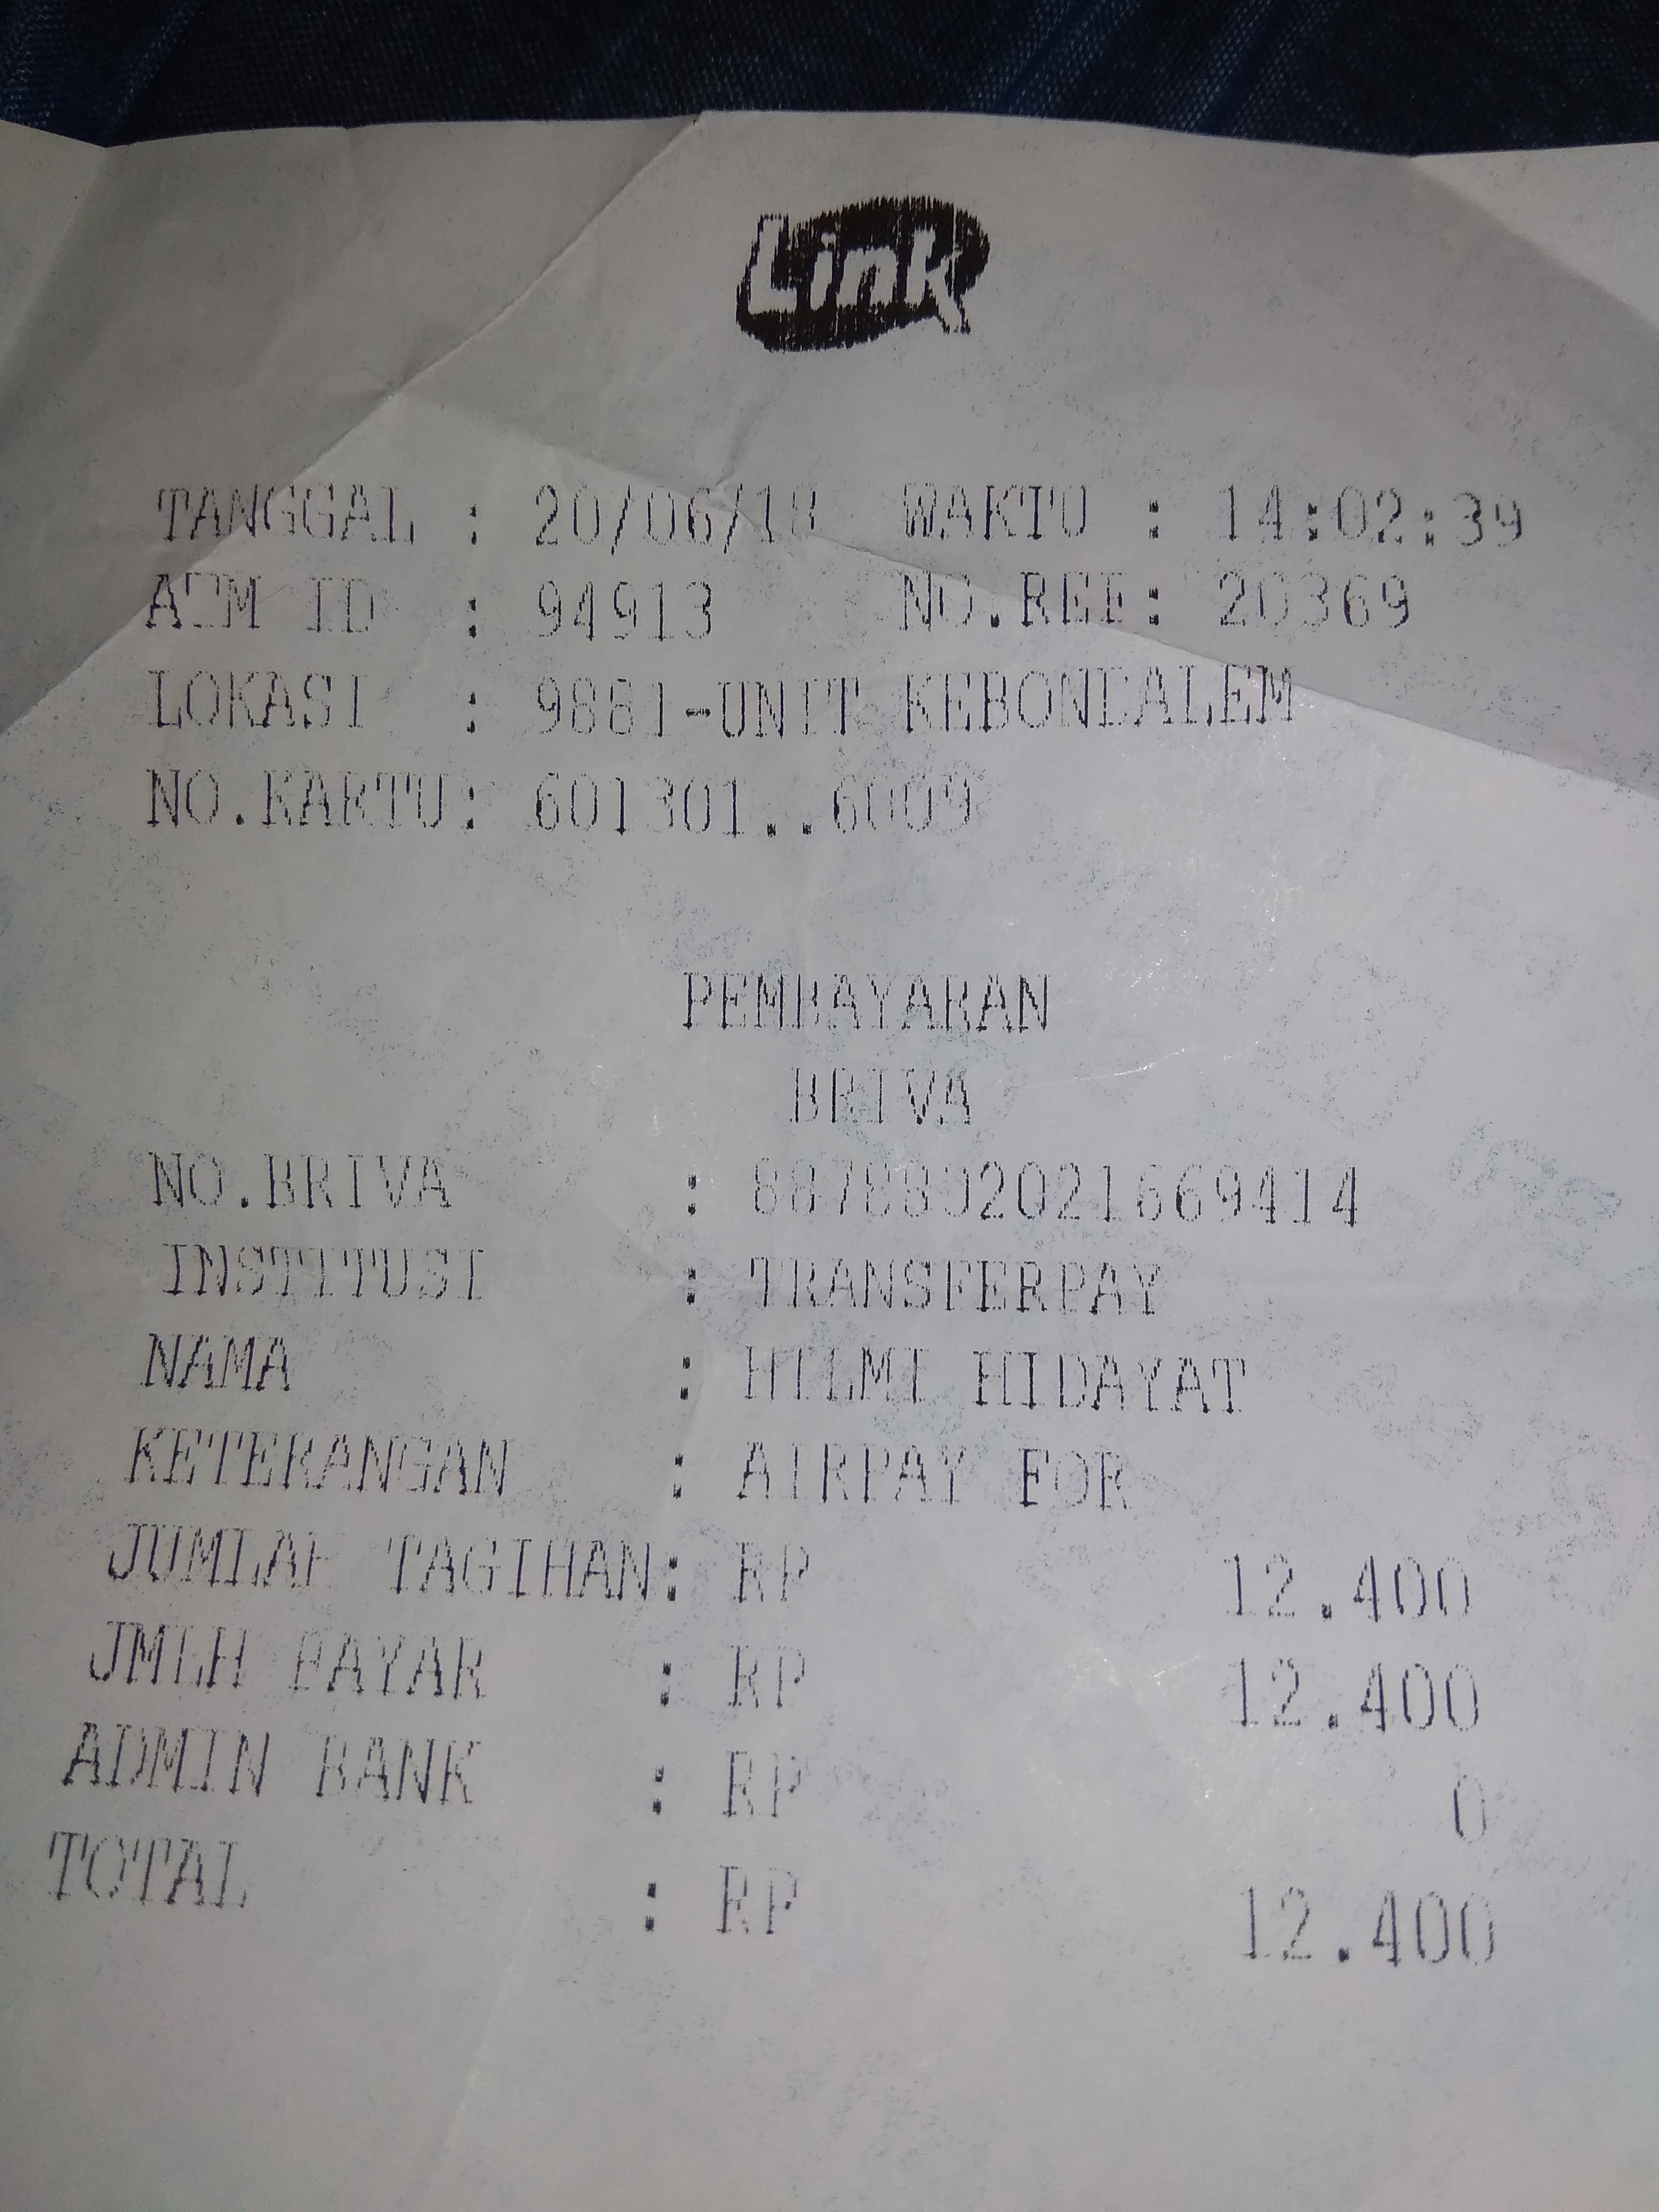 Link
TANGGAL : 20/06/18 WAKTU : 14:02:39
ATM ID : 94913 NO.REF: 20369
LOKASI : 9881-UNIT KEBONDALEM
NO.KARTU: 601301..6009
PEMBAYARAN
BRIVA
NO.BRIVA : 8878802021669414
INSTITUSI : TRANSFERPAY
NAMA : HILMI HIDAYAT
KETERANGAN : AIRPAY FOR
JUMLAH TAGIHAN: RP 12.400
JMLH BAYAR : RP 12.400
ADMIN BANK : RP 0
TOTAL : RP 12.400